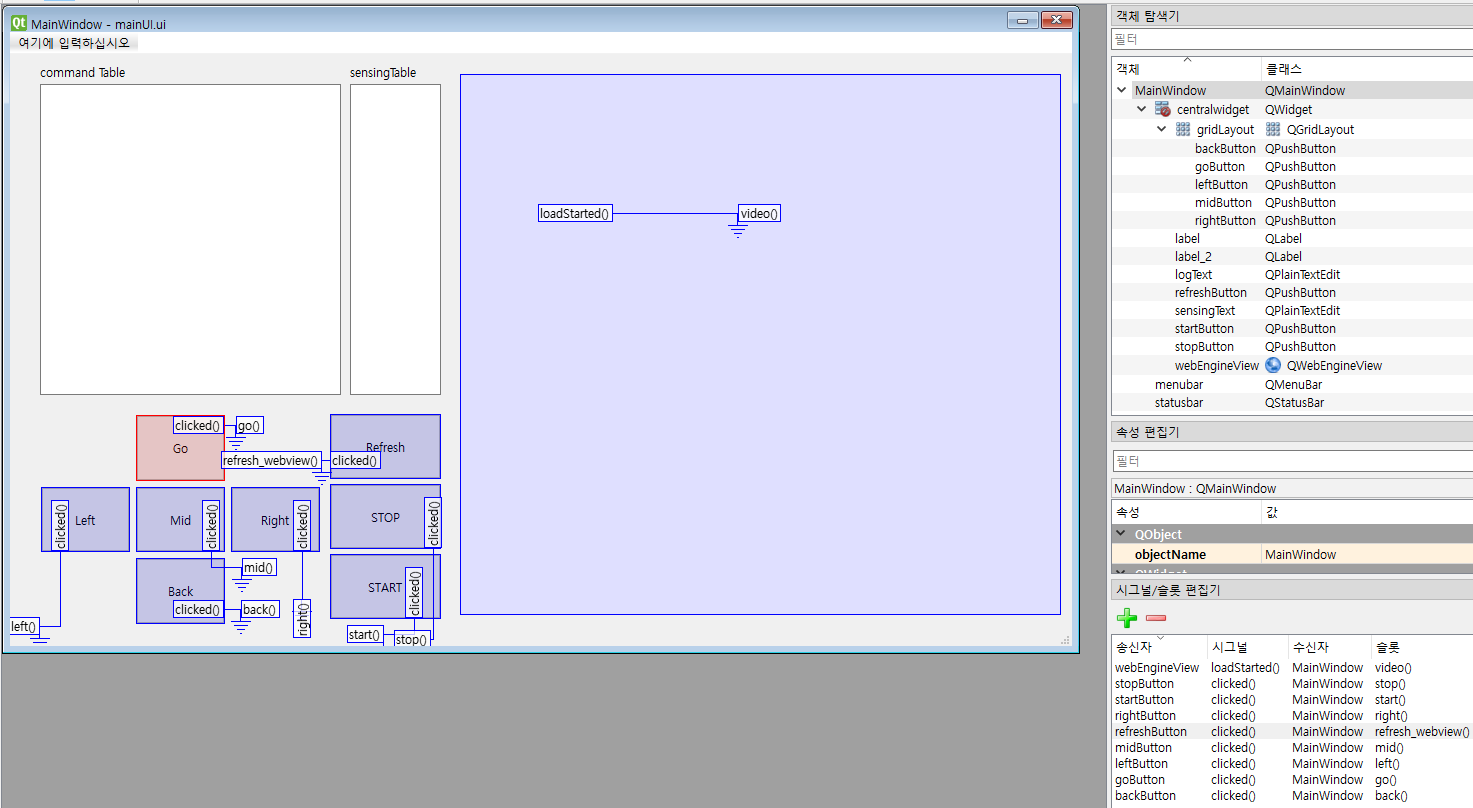 MainWindow - mainUI.ui
여기에 입력하십시오
command Table
sensingTable
loadStarted()
video()
clicked()
go()
Go
Refresh
refresh_webview()
clicked()
clicked()
Left
Mid
clicked()
Right
clicked()
STOP
clicked()
mid()
Back
clicked()
back()
START
clicked()
left()
right()
start()
stop()
객체 탐색기
필터
객체 클래스
MainWindow QMainWindow
centralwidget QWidget
gridLayout QGridLayout
backButton QPushButton
goButton QPushButton
leftButton QPushButton
midButton QPushButton
rightButton QPushButton
label QLabel
label_2 QLabel
logText QPlainTextEdit
refreshButton QPushButton
sensingText QPlainTextEdit
startButton QPushButton
stopButton QPushButton
webEngineView QWebEngineView
menubar QMenuBar
statusbar QStatusBar
속성 편집기
필터
MainWindow : QMainWindow
속성 값
QObject
objectName MainWindow
시그널/슬롯 편집기
송신자 시그널 수신자 슬롯
webEngineView loadStarted() MainWindow video()
stopButton clicked() MainWindow stop()
startButton clicked() MainWindow start()
rightButton clicked() MainWindow right()
refreshButton clicked() MainWindow refresh_webview()
midButton clicked() MainWindow mid()
leftButton clicked() MainWindow left()
goButton clicked() MainWindow go()
backButton clicked() MainWindow back()